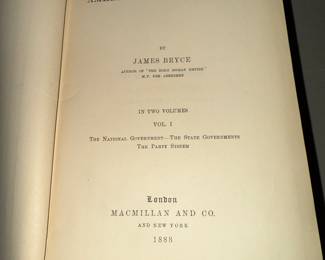 BY
JAMES BRYCE
AUTHOR OF "THE HOLY ROMAN EMPIRE"
M.P. FOR ABERDEEN
IN TWO VOLUMES
VOL. I
THE NATIONAL GOVERNMENT—THE STATE GOVERNMENTS
THE PARTY SYSTEM
London
MACMILLAN AND CO.
AND NEW YORK
1888